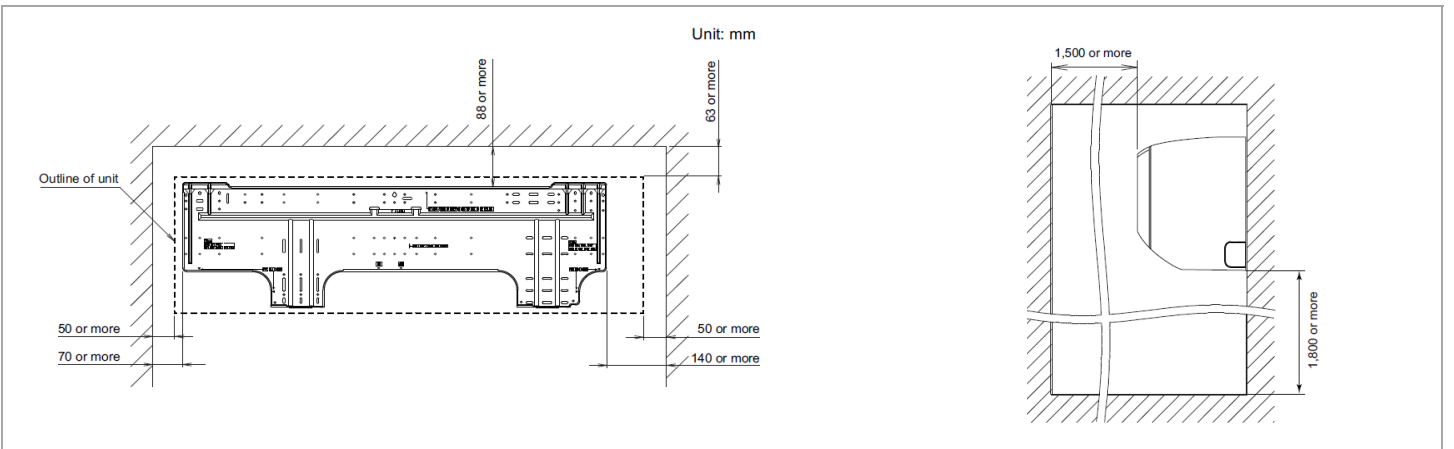 Unit: mm
88 or more
63 or more
Outline of unit
50 or more
70 or more
50 or more
140 or more
1,500 or more
1,800 or more